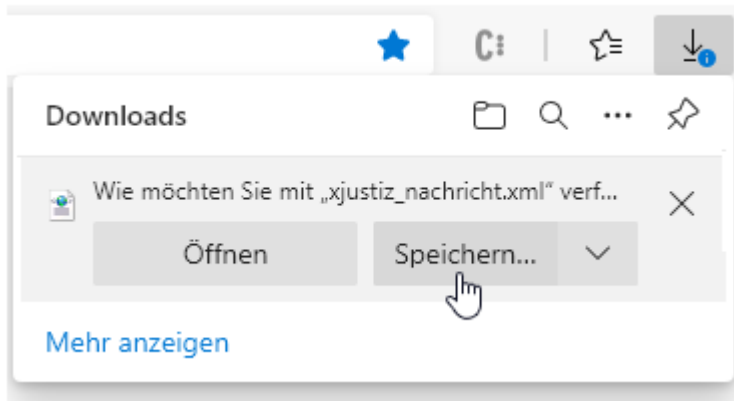 Downloads
Wie möchten Sie mit „xjustiz_nachricht.xml“ verf...
Öffnen
Speichern...
Mehr anzeigen